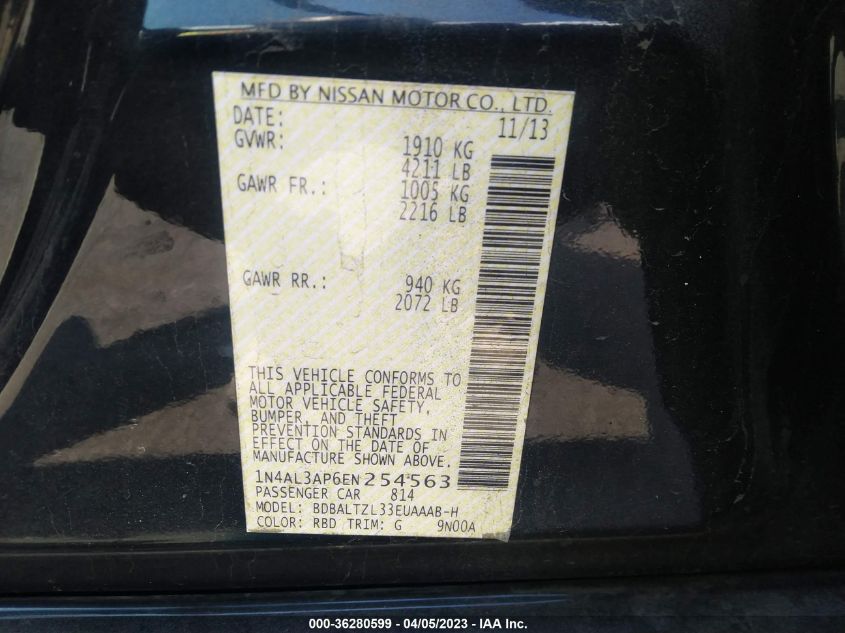 MFD BY NISSAN MOTOR CO., LTD.
DATE: 11/13
GVWR: 1910 KG
4211 LB
GAWR FR.: 1005 KG
2216 LB
GAWR RR.: 940 KG
2072 LB
THIS VEHICLE CONFORMS TO
ALL APPLICABLE FEDERAL
MOTOR VEHICLE SAFETY,
BUMPER, AND THEFT
PREVENTION STANDARDS IN
EFFECT ON THE DATE OF
MANUFACTURE SHOWN ABOVE.
1N4AL3AP6EN254563
PASSENGER CAR 814
MODEL: BDBALTZL33EUAAAB-H
COLOR: RBD TRIM: G 9N00A
000-36280599 - 04/05/2023 - IAA Inc.